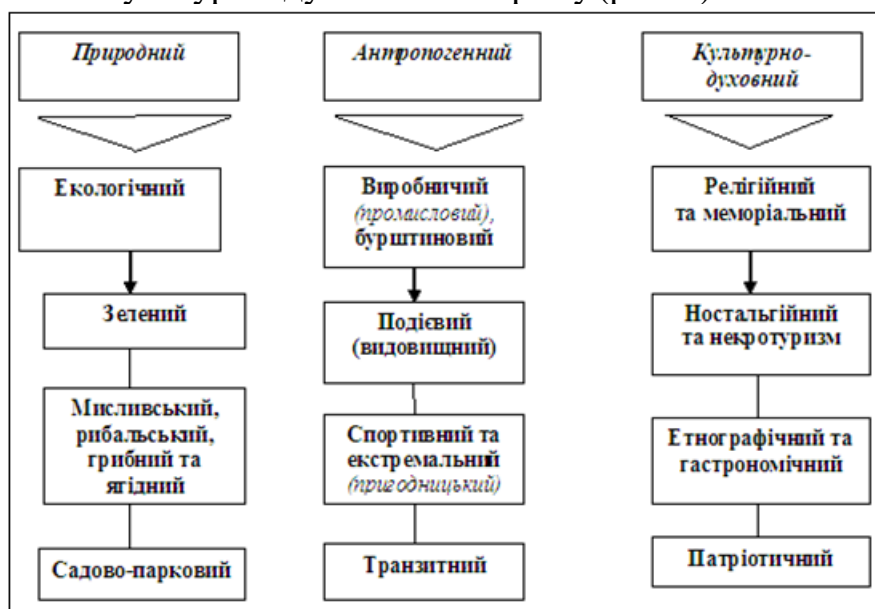 Природний
Екологічний
Зелений
Мисливський,
рибальський,
грибний та
ягідний
Садово-парковий
Антропогенний
Виробничий
(промисловий),
бурштиновий
Подієвий
(видовищний)
Спортивний та
екстремальний
(пригодницький)
Транзитний
Культурно-
духовний
Релігійний
та меморіальний
Ностальгійний
та некротуризм
Етнографічний та
гастрономічний
Патріотичний